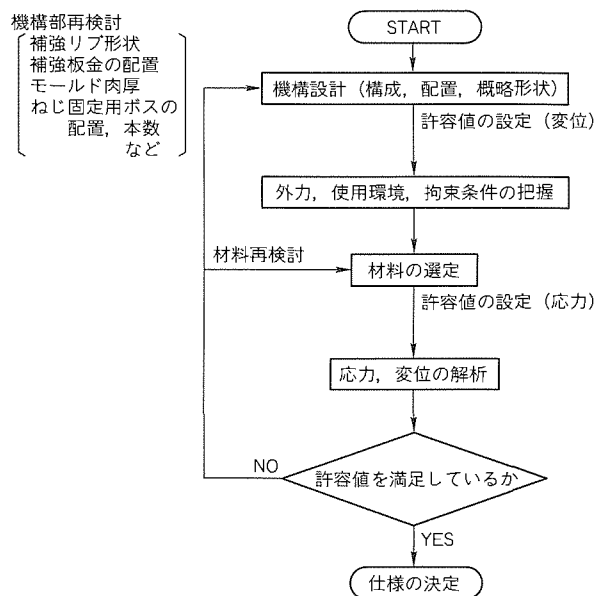 機構部再検討
補強リブ形状
補強板金の配置
モールド肉厚
ねじ固定用ボスの
配置，本数
など
START
機構設計（構成，配置，概略形状）
許容値の設定（変位）
外力，使用環境，拘束条件の把握
材料再検討
材料の選定
許容値の設定（応力）
応力，変位の解析
NO
許容値を満足しているか
YES
仕様の決定